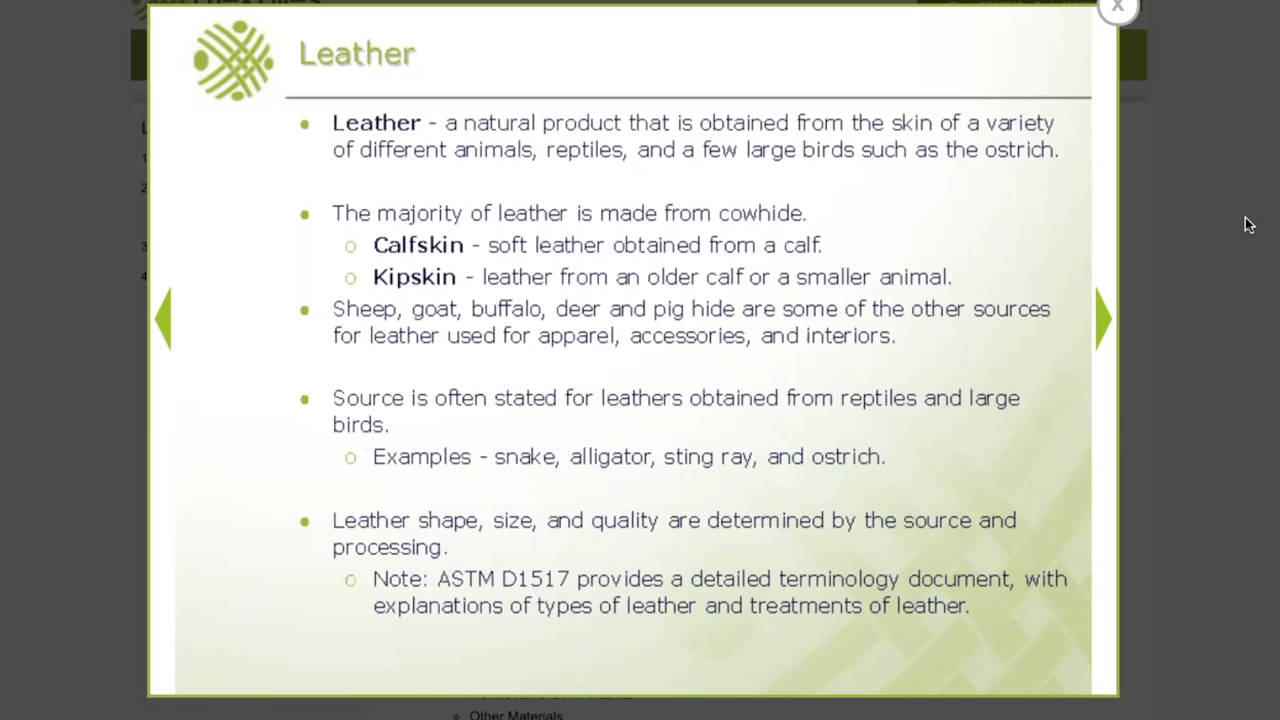 x
Leather
Leather - a natural product that is obtained from the skin of a variety
of different animals, reptiles, and a few large birds such as the ostrich.
The majority of leather is made from cowhide.
Calfskin - soft leather obtained from a calf.
Kipskin - leather from an older calf or a smaller animal.
Sheep, goat, buffalo, deer and pig hide are some of the other sources
for leather used for apparel, accessories, and interiors.
Source is often stated for leathers obtained from reptiles and large
birds.
Examples - snake, alligator, sting ray, and ostrich.
Leather shape, size, and quality are determined by the source and
processing.
Note: ASTM D1517 provides a detailed terminology document, with
explanations of types of leather and treatments of leather.
Other Materials